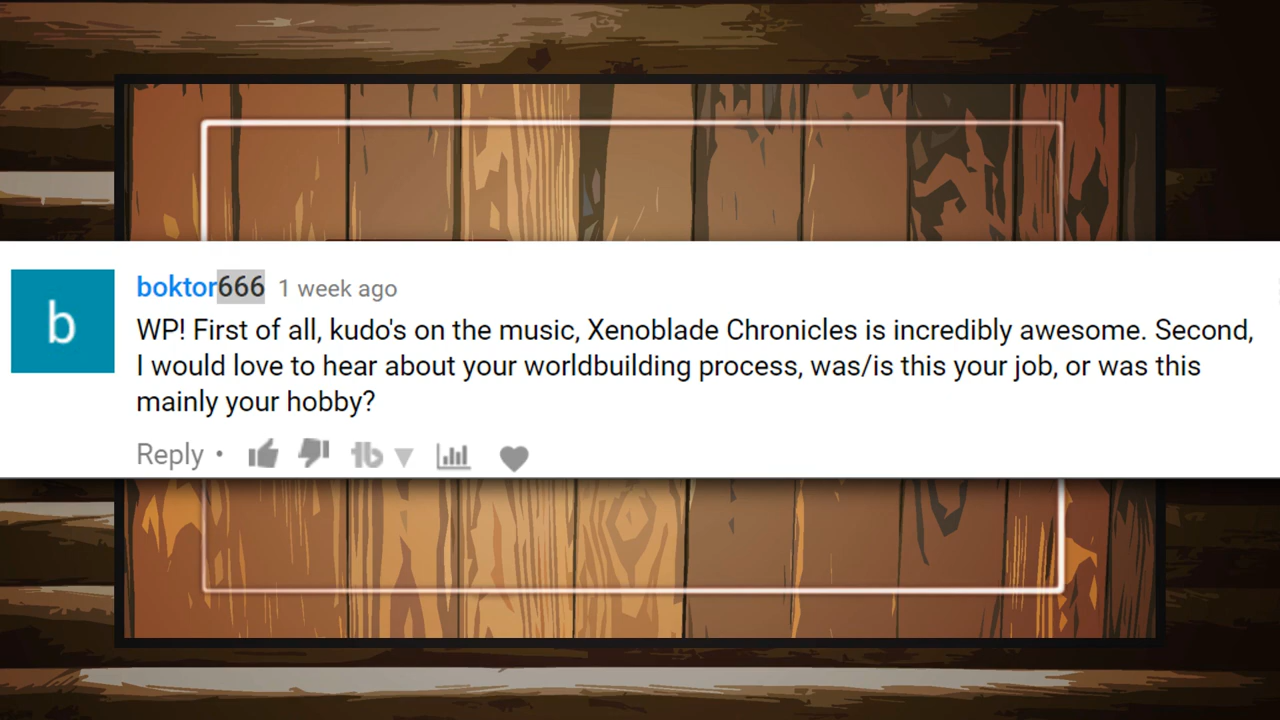 b
boktor666 1 week ago
WP! First of all, kudo's on the music, Xenoblade Chronicles is incredibly awesome. Second,
I would love to hear about your worldbuilding process, was/is this your job, or was this
mainly your hobby?
Reply •